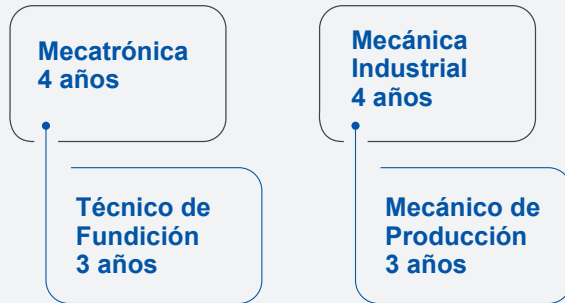 Mecatrónica
4 años
Mecánica
Industrial
4 años
Técnico de
Fundición
3 años
Mecánico de
Producción
3 años